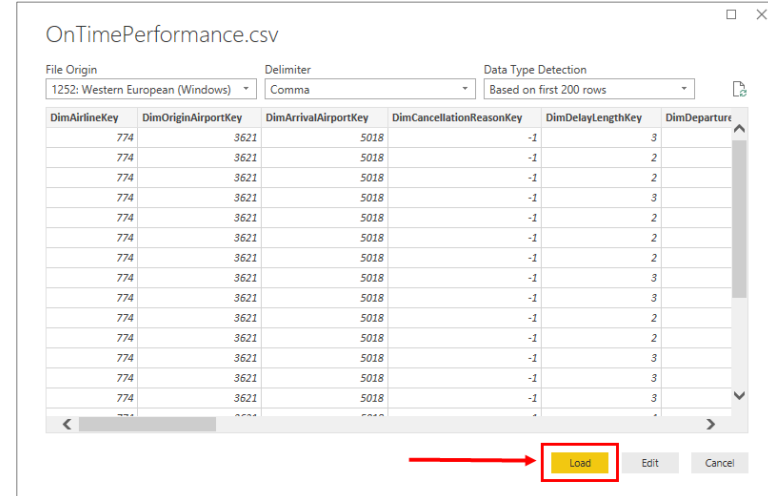 OnTimePerformance.csv
File Origin Delimiter Data Type Detection
1252: Western European (Windows) Comma Based on first 200 rows
DimAirlineKey DimOriginAirportKey DimArrivalAirportKey DimCancellationReasonKey DimDelayLengthKey DimDeparture
774 3621 5018 -1 3
774 3621 5018 -1 2
774 3621 5018 -1 2
774 3621 5018 -1 3
774 3621 5018 -1 2
774 3621 5018 -1 2
774 3621 5018 -1 2
774 3621 5018 -1 3
774 3621 5018 -1 3
774 3621 5018 -1 2
774 3621 5018 -1 2
774 3621 5018 -1 3
774 3621 5018 -1 3
774 3621 5018 -1 3
Load Edit Cancel